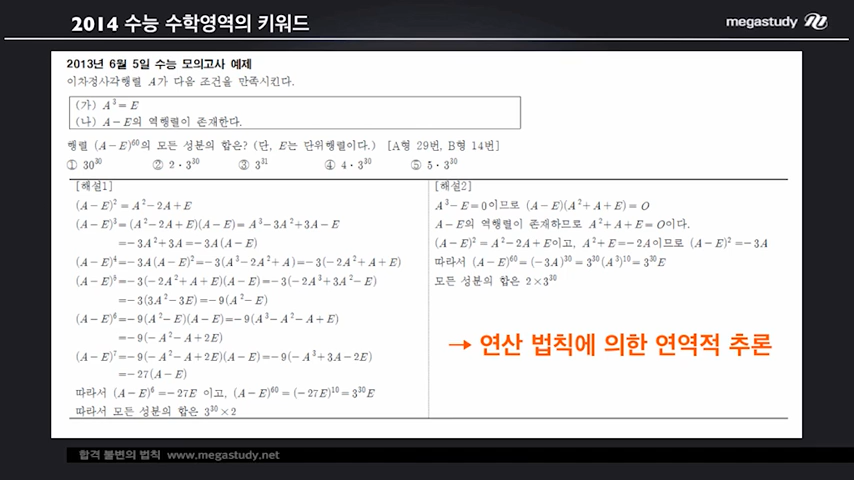 2014 수능 수학영역의 키워드
megastudy
2013년 6월 5일 수능 모의고사 예제
이차정사각행렬 A가 다음 조건을 만족시킨다.
(가) A³=E
(나) A−E의 역행렬이 존재한다.
행렬 (A−E)⁶⁰의 모든 성분의 합은? (단, E는 단위행렬이다.) [A형 29번, B형 14번]
① 30³⁰ ② 2·3³⁰ ③ 3³¹ ④ 4·3³⁰ ⑤ 5·3³⁰
[해설1]
(A−E)²=A²−2A+E
(A−E)³=(A²−2A+E)(A−E)=A³−3A²+3A−E
=−3A²+3A=−3A(A−E)
(A−E)⁴=−3A(A−E)²=−3(A³−2A²+A)=−3(−2A²+A+E)
(A−E)⁵=−3(−2A²+A+E)(A−E)=−3(−2A³+3A²−E)
=−3(3A²−3E)=−9(A²−E)
(A−E)⁶=−9(A²−E)(A−E)=−9(A³−A²−A+E)
=−9(−A²−A+2E)
(A−E)⁷=−9(−A²−A+2E)(A−E)=−9(−A³+3A−2E)
=−27(A−E)
따라서 (A−E)⁶=−27E 이고, (A−E)⁶⁰=(−27E)¹⁰=3³⁰E
따라서 모든 성분의 합은 3³⁰×2
[해설2]
A³−E=0이므로 (A−E)(A²+A+E)=O
A−E의 역행렬이 존재하므로 A²+A+E=O이다.
(A−E)²=A²−2A+E이고, A²+E=−2A이므로 (A−E)²=−3A
따라서 (A−E)⁶⁰=(−3A)³⁰=3³⁰(A³)¹⁰=3³⁰E
모든 성분의 합은 2×3³⁰
→ 연산 법칙에 의한 연역적 추론
합격 불변의 법칙 www.megastudy.net